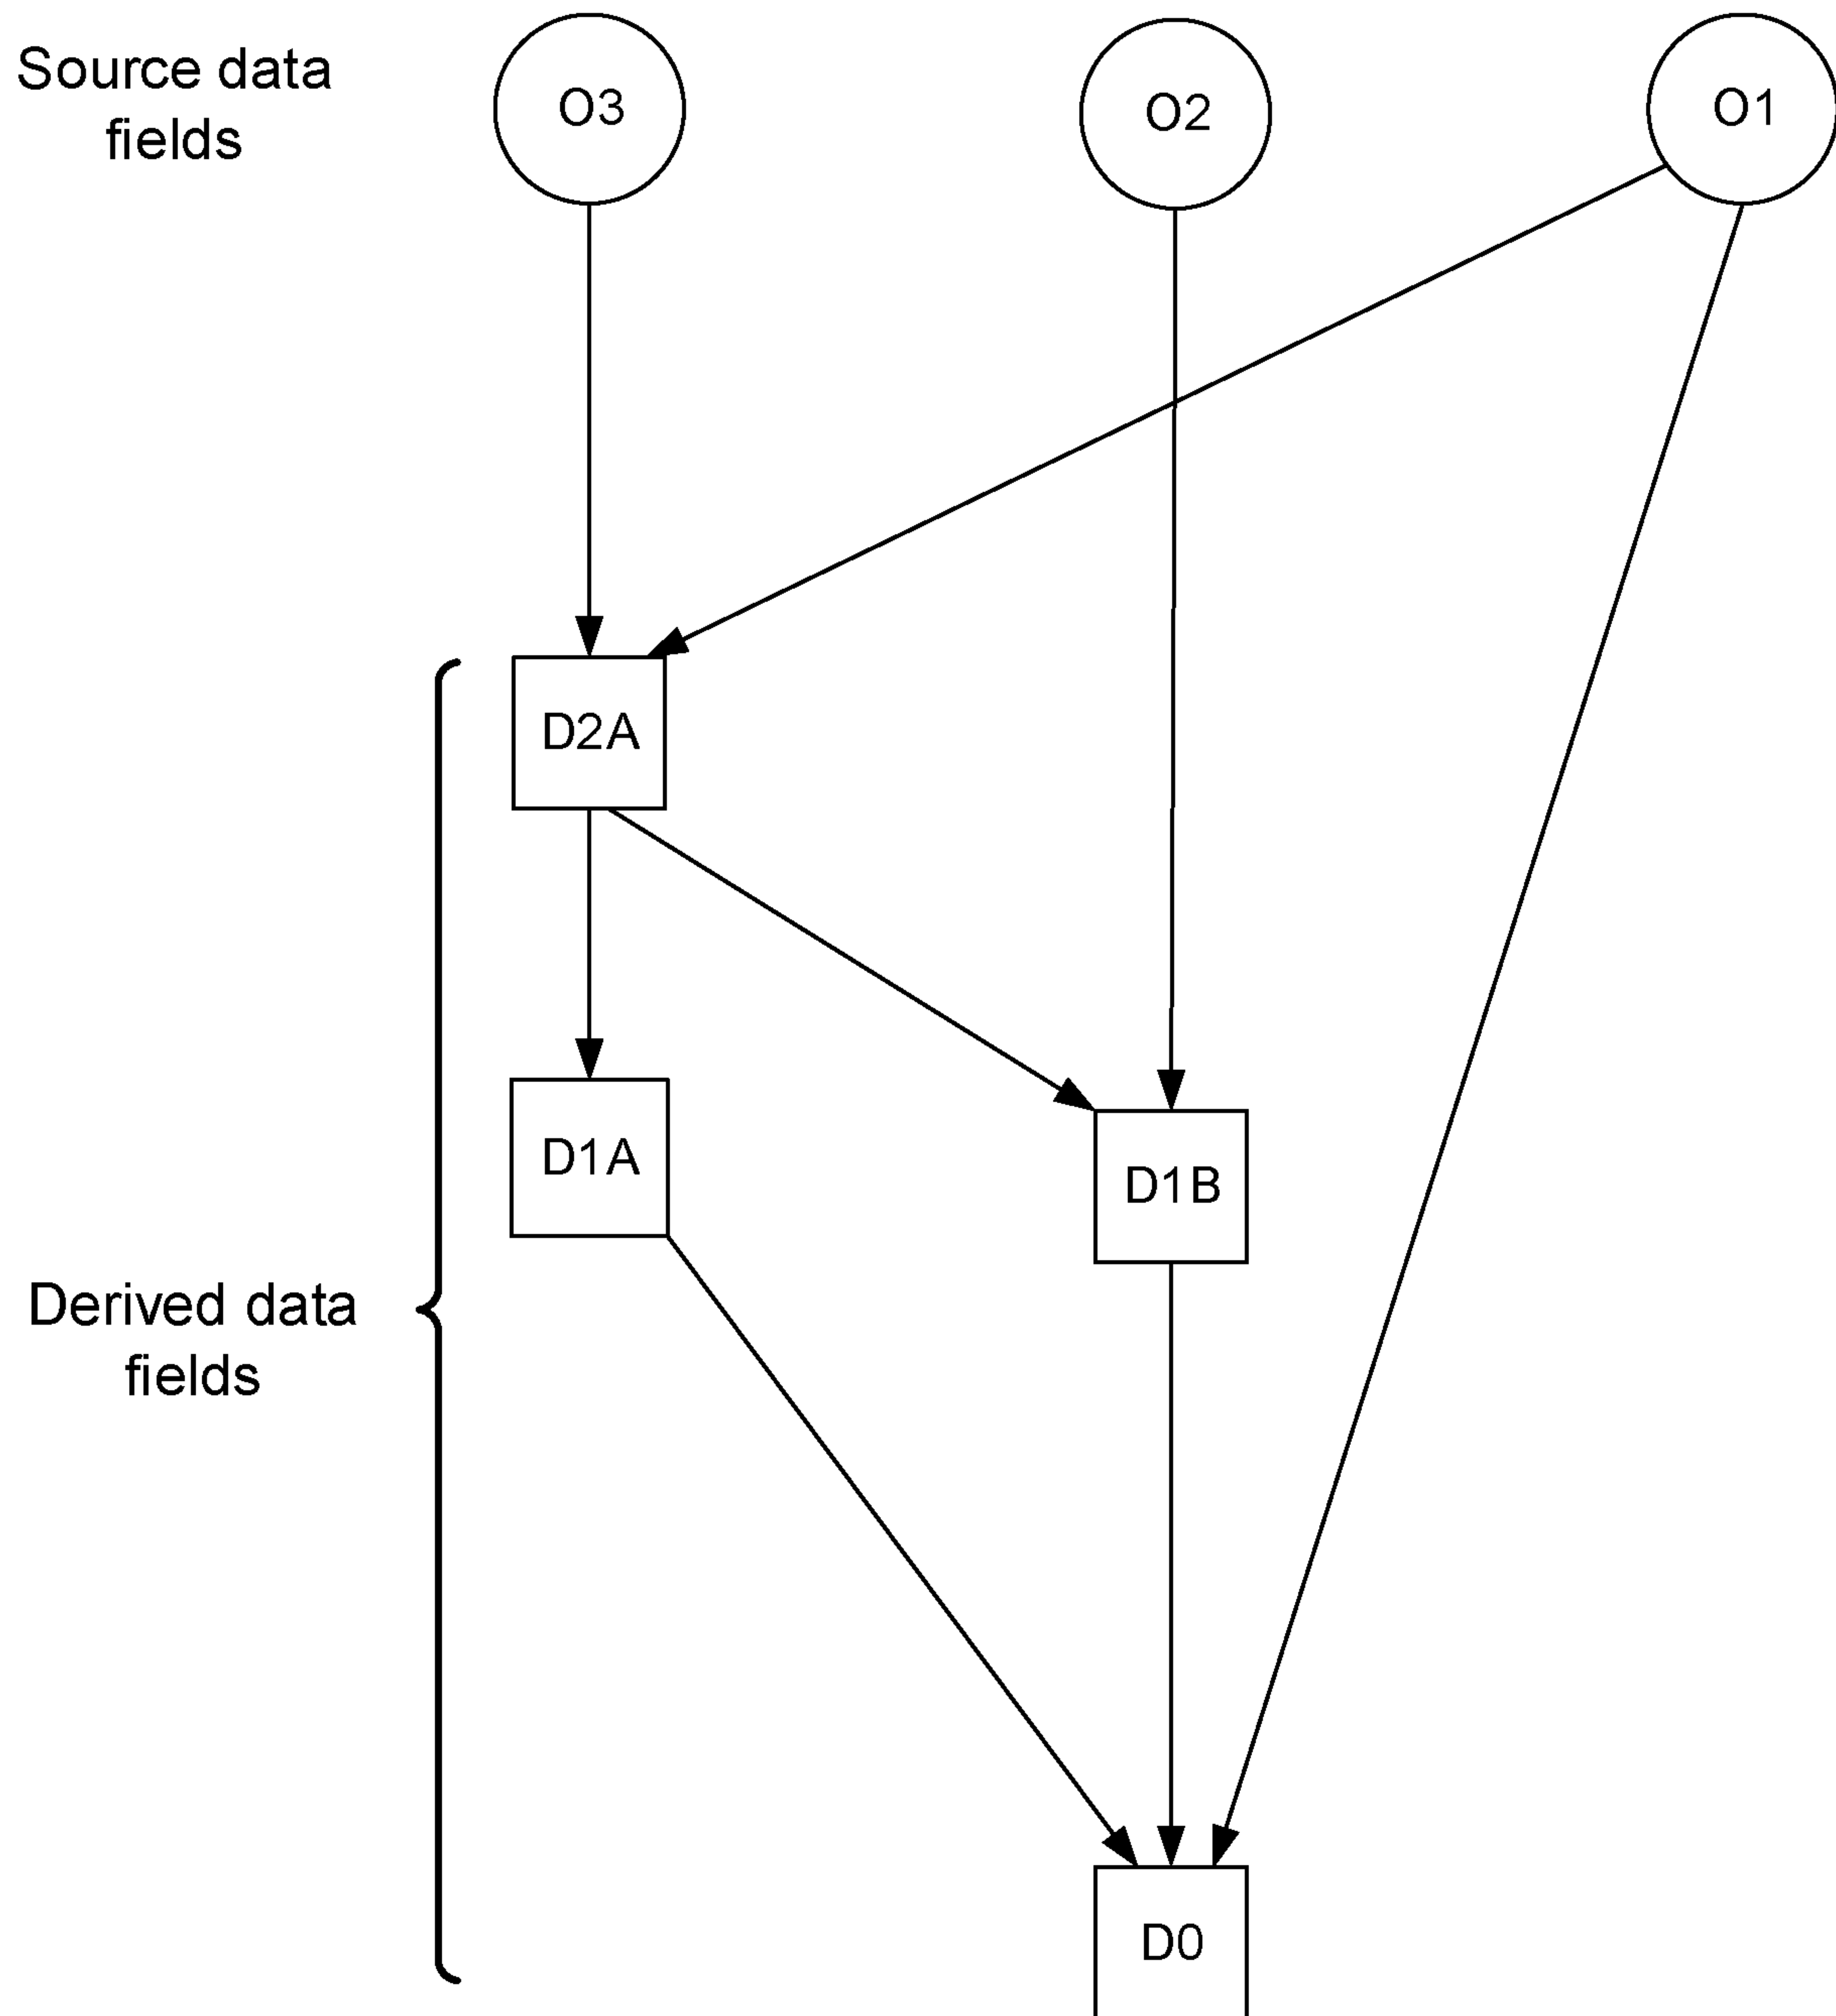 Source data
fields
O3
O2
O1
D2A
D1A
D1B
Derived data
fields
D0